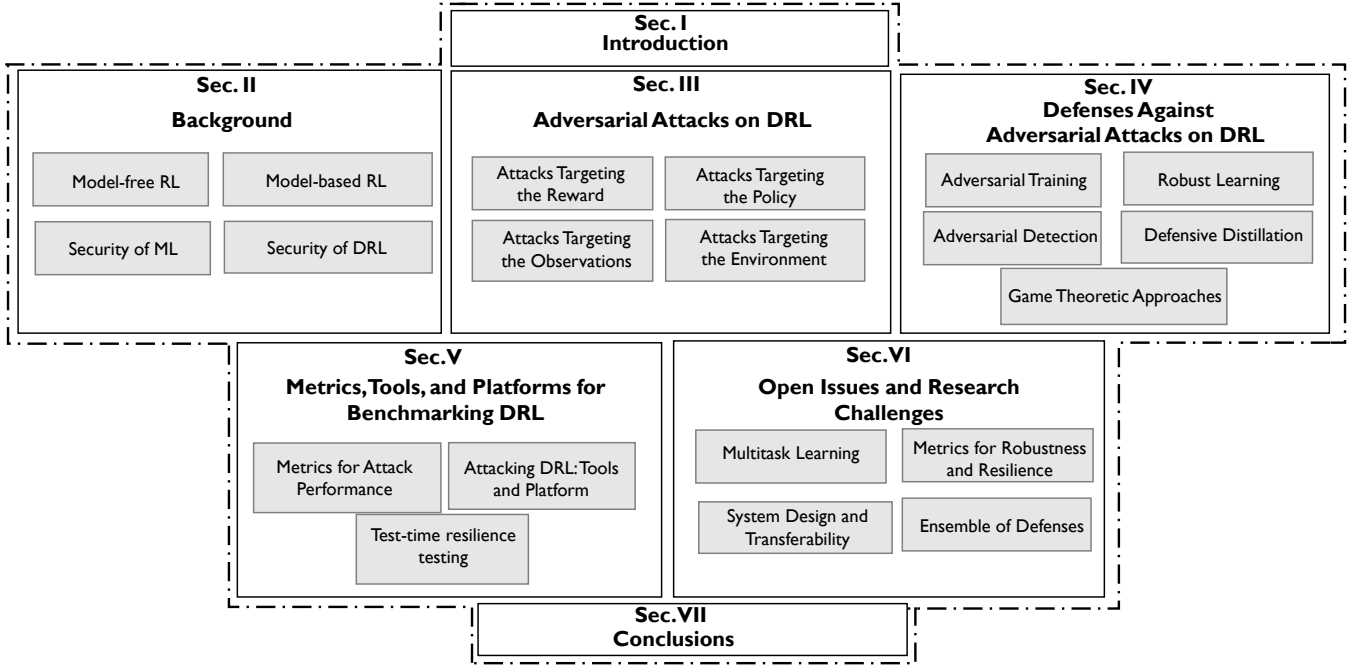 Sec. I
Introduction
Sec. II
Background
Model-free RL
Model-based RL
Security of ML
Security of DRL
Sec. III
Adversarial Attacks on DRL
Attacks Targeting
the Reward
Attacks Targeting
the Policy
Attacks Targeting
the Observations
Attacks Targeting
the Environment
Sec. IV
Defenses Against
Adversarial Attacks on DRL
Adversarial Training
Robust Learning
Adversarial Detection
Defensive Distillation
Game Theoretic Approaches
Sec. V
Metrics, Tools, and Platforms for
Benchmarking DRL
Metrics for Attack
Performance
Attacking DRL: Tools
and Platform
Test-time resilience
testing
Sec. VI
Open Issues and Research
Challenges
Multitask Learning
Metrics for Robustness
and Resilience
System Design and
Transferability
Ensemble of Defenses
Sec. VII
Conclusions